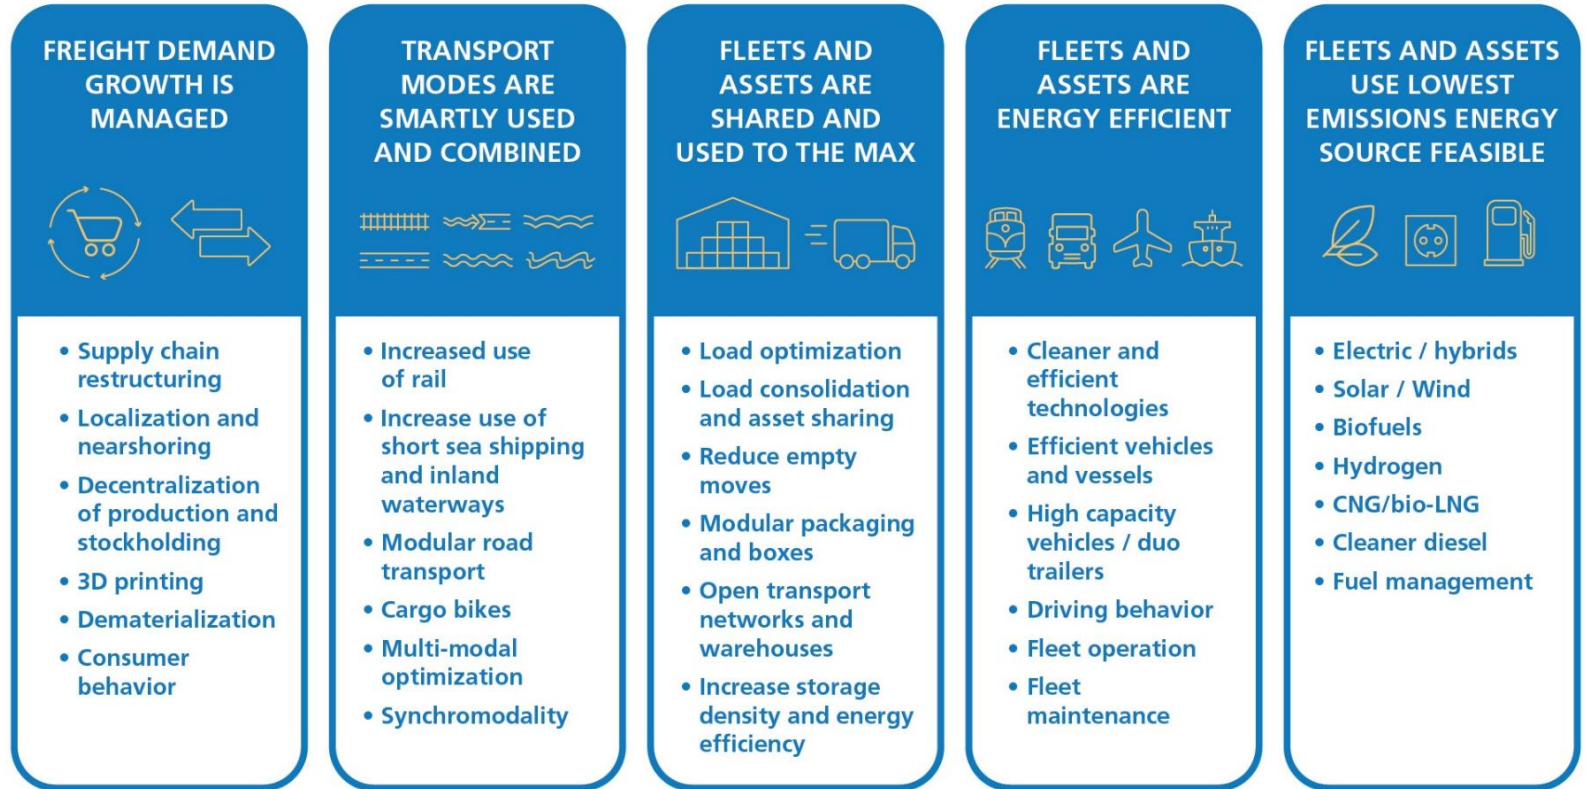 FREIGHT DEMAND
GROWTH IS
MANAGED
• Supply chain
restructuring
• Localization and
nearshoring
• Decentralization
of production and
stockholding
• 3D printing
• Dematerialization
• Consumer
behavior
TRANSPORT
MODES ARE
SMARTLY USED
AND COMBINED
• Increased use
of rail
• Increase use of
short sea shipping
and inland
waterways
• Modular road
transport
• Cargo bikes
• Multi-modal
optimization
• Synchromodality
FLEETS AND
ASSETS ARE
SHARED AND
USED TO THE MAX
• Load optimization
• Load consolidation
and asset sharing
• Reduce empty
moves
• Modular packaging
and boxes
• Open transport
networks and
warehouses
• Increase storage
density and energy
efficiency
FLEETS AND
ASSETS ARE
ENERGY EFFICIENT
• Cleaner and
efficient
technologies
• Efficient vehicles
and vessels
• High capacity
vehicles / duo
trailers
• Driving behavior
• Fleet operation
• Fleet
maintenance
FLEETS AND ASSETS
USE LOWEST
EMISSIONS ENERGY
SOURCE FEASIBLE
• Electric / hybrids
• Solar / Wind
• Biofuels
• Hydrogen
• CNG/bio-LNG
• Cleaner diesel
• Fuel management